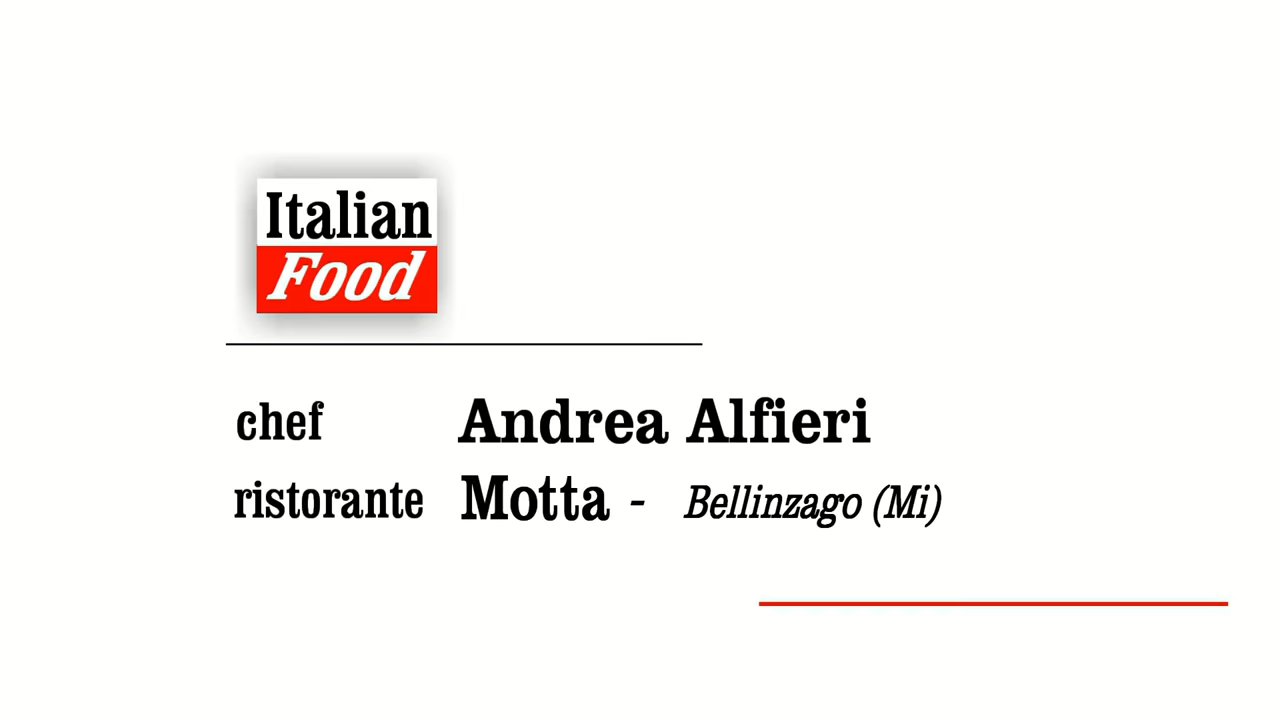 Italian
Food
chef Andrea Alfieri
ristorante Motta - Bellinzago (Mi)